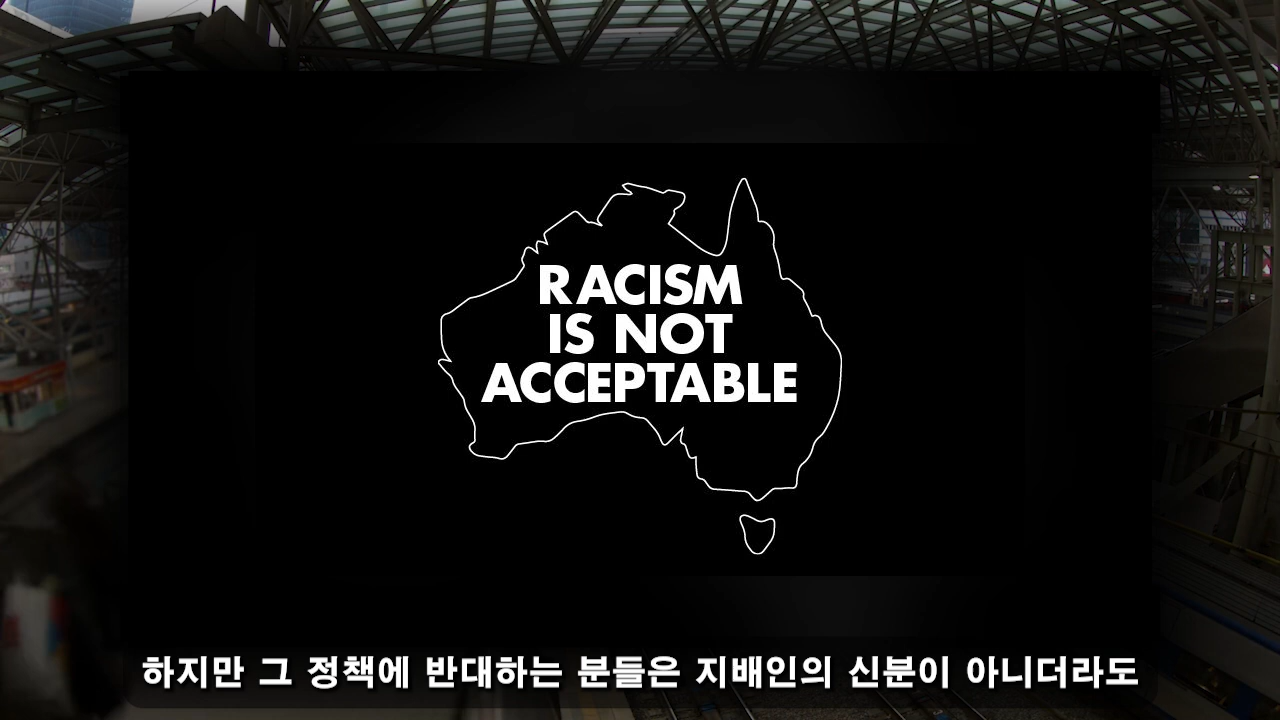 RACISM
IS NOT
ACCEPTABLE
하지만 그 정책에 반대하는 분들은 지배인의 신분이 아니더라도